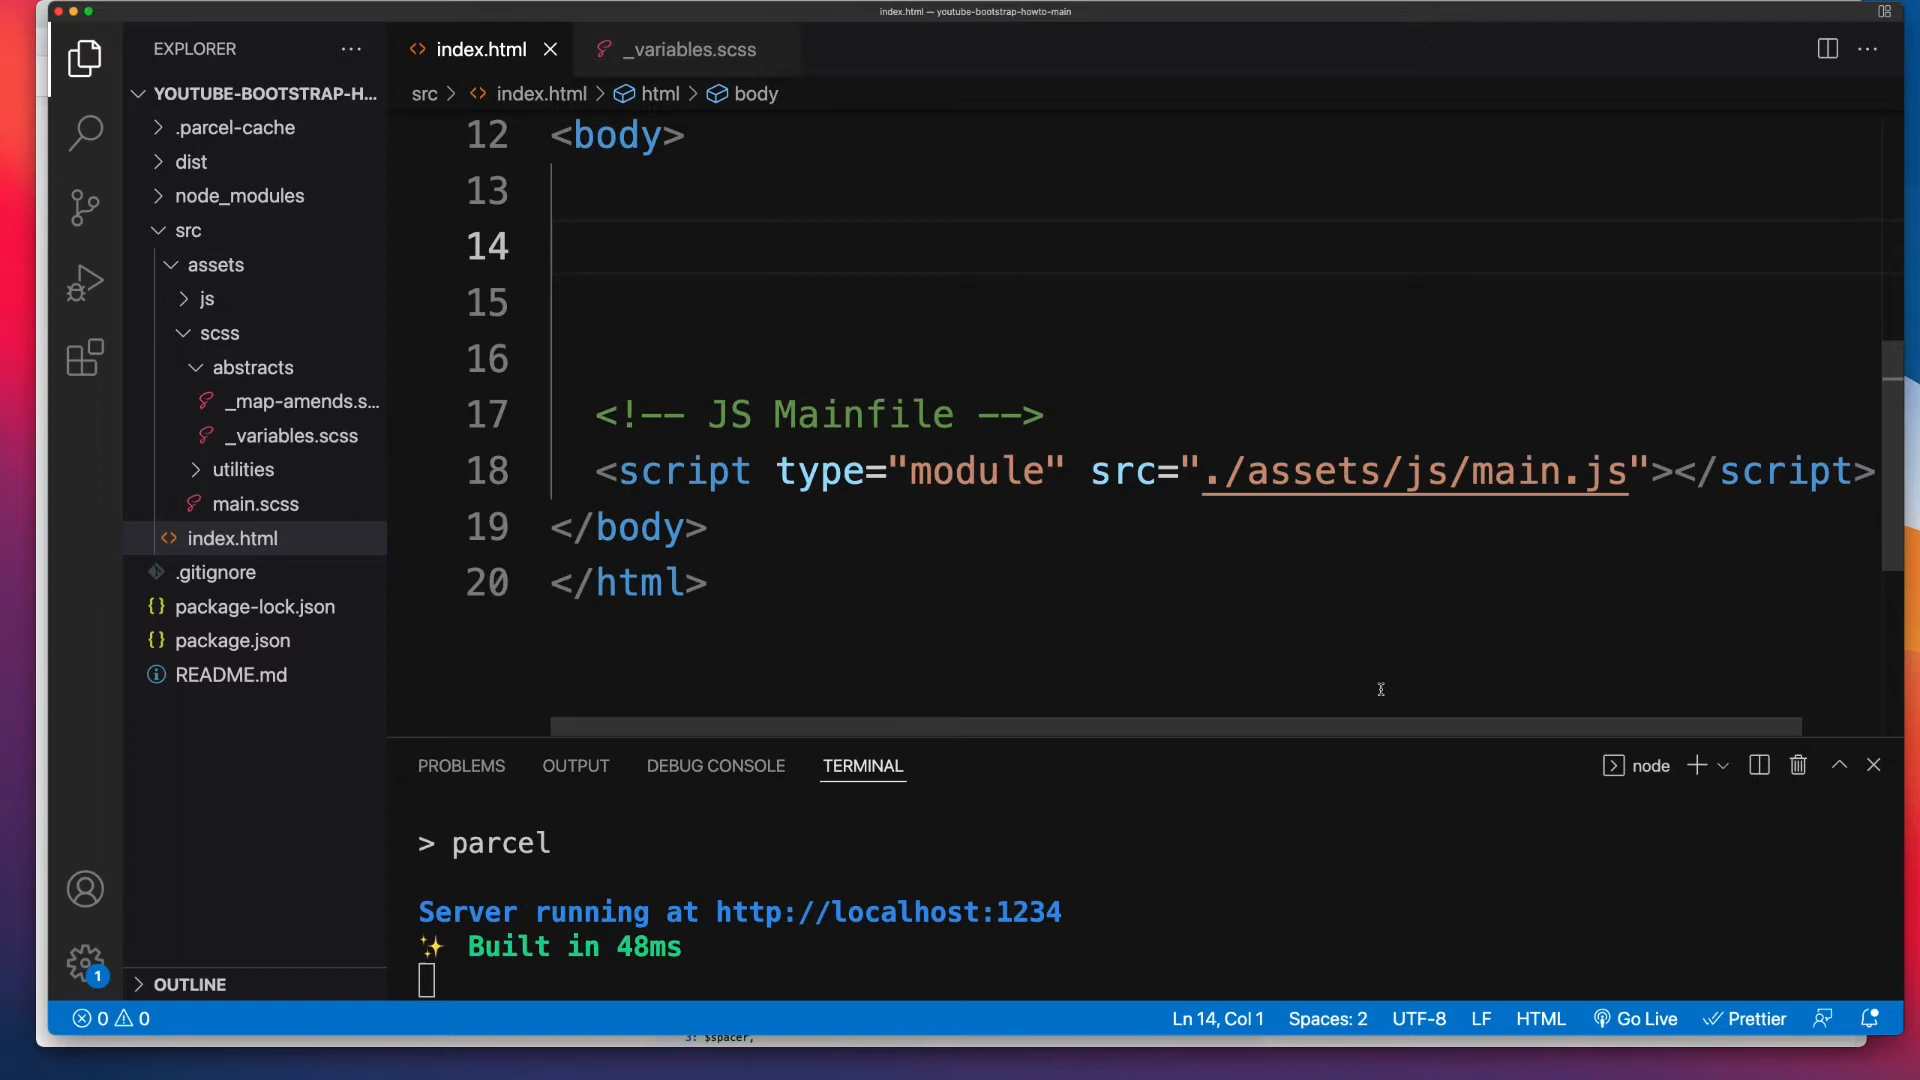 index.html — youtube-bootstrap-howto-main
EXPLORER
index.html
_variables.scss
YOUTUBE-BOOTSTRAP-H...
src > index.html > html > body
.parcel-cache
dist
node_modules
src
assets
js
scss
abstracts
_map-amends.s...
_variables.scss
utilities
main.scss
index.html
.gitignore
package-lock.json
package.json
README.md
OUTLINE
12 <body>
13
14
15
16
17 <!-- JS Mainfile -->
18 <script type="module" src="./assets/js/main.js"></script>
19 </body>
20 </html>
PROBLEMS OUTPUT DEBUG CONSOLE TERMINAL
node
> parcel
Server running at http://localhost:1234
✨ Built in 48ms
1
0 0
Ln 14, Col 1 Spaces: 2 UTF-8 LF HTML Go Live Prettier
3: $spacer,